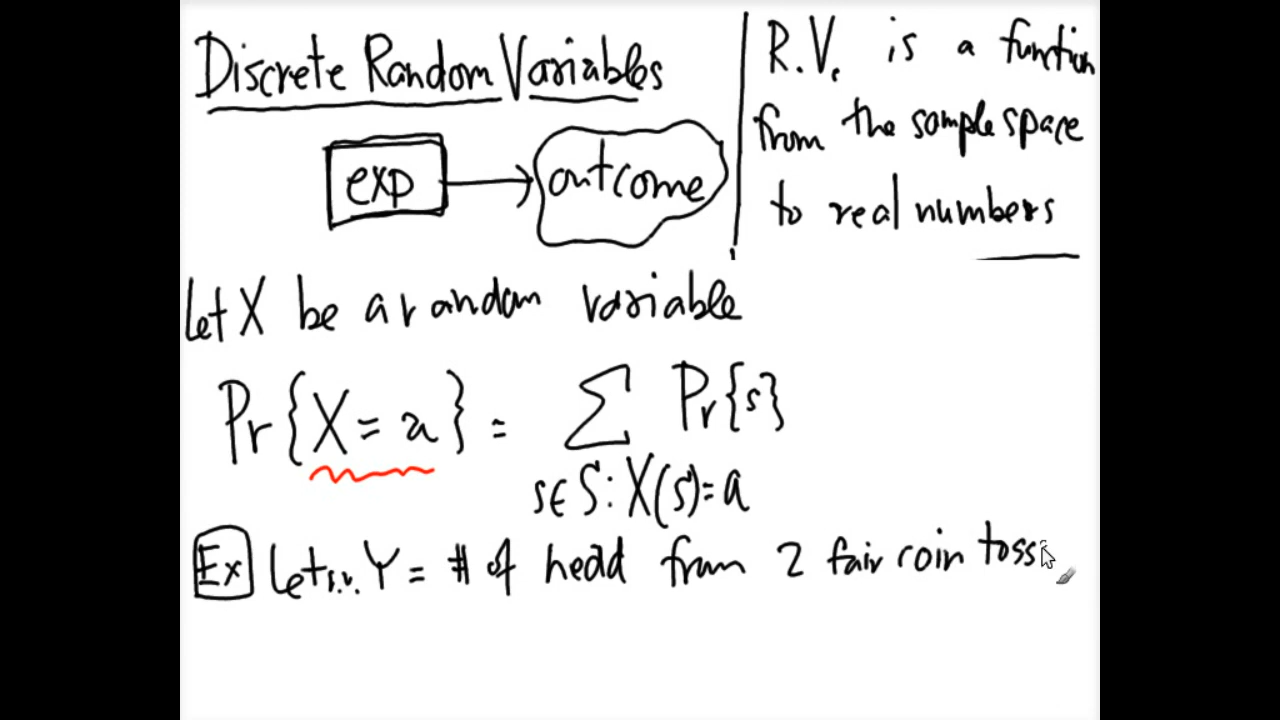 Discrete Random Variables
exp
outcome
R.V. is a function
from the sample space
to real numbers
Let X be a random variable
Pr{X = a} = ∑ Pr{s}
s∈S: X(s)=a
Ex Let r.v. Y = # of head from 2 fair coin toss